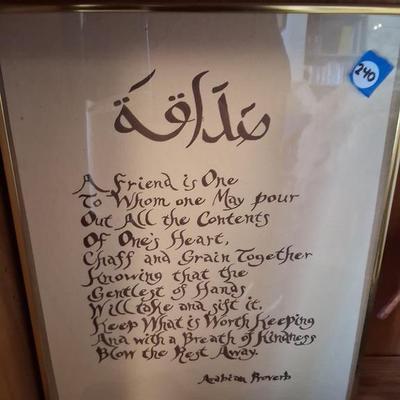 صَدَاقَة
240
A Friend is One
To Whom one May pour
Out All the Contents
Of One's Heart,
Chaff and Grain Together
Knowing that the
Gentlest of Hands
Will take and sift it,
Keep What is Worth Keeping
And with a Breath of Kindness
Blow the Rest Away.
Arabian Proverb